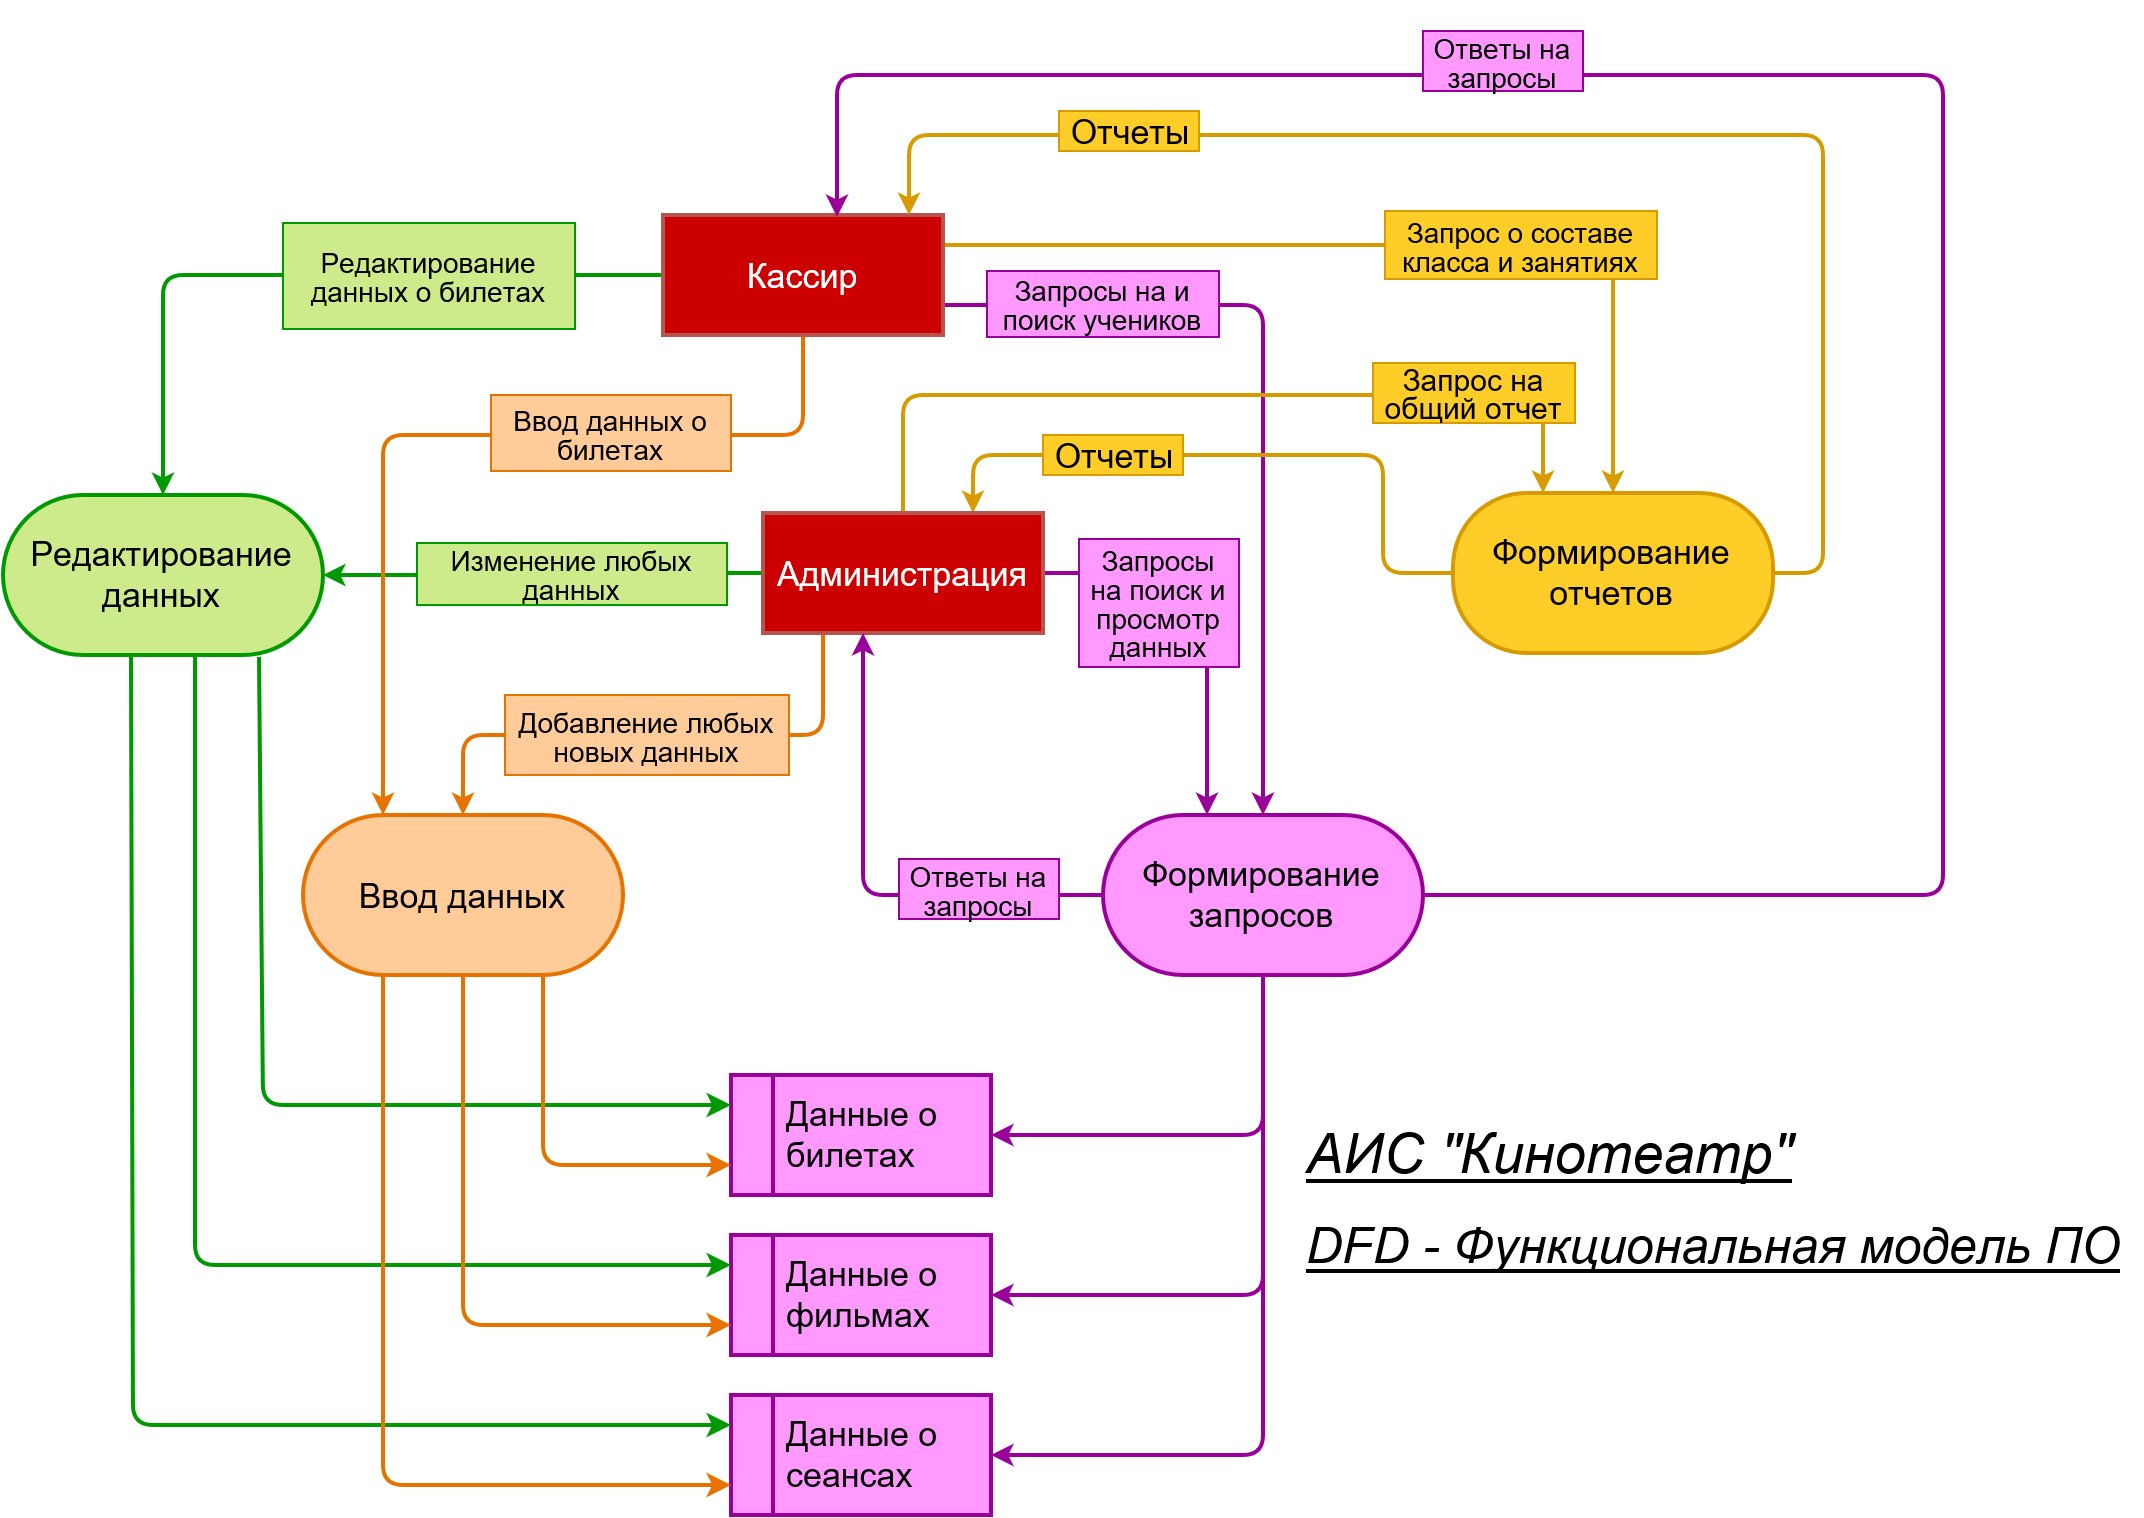 Ответы на
запросы
Отчеты
Запрос о составе
класса и занятиях
Редактирование
данных о билетах
Кассир
Запросы на и
поиск учеников
Запрос на
общий отчет
Ввод данных о
билетах
Отчеты
Редактирование
данных
Изменение любых
данных
Администрация
Запросы
на поиск и
просмотр
данных
Формирование
отчетов
Добавление любых
новых данных
Ввод данных
Ответы на
запросы
Формирование
запросов
Данные о
билетах
АИС "Кинотеатр"
DFD - Функциональная модель ПО
Данные о
фильмах
Данные о
сеансах